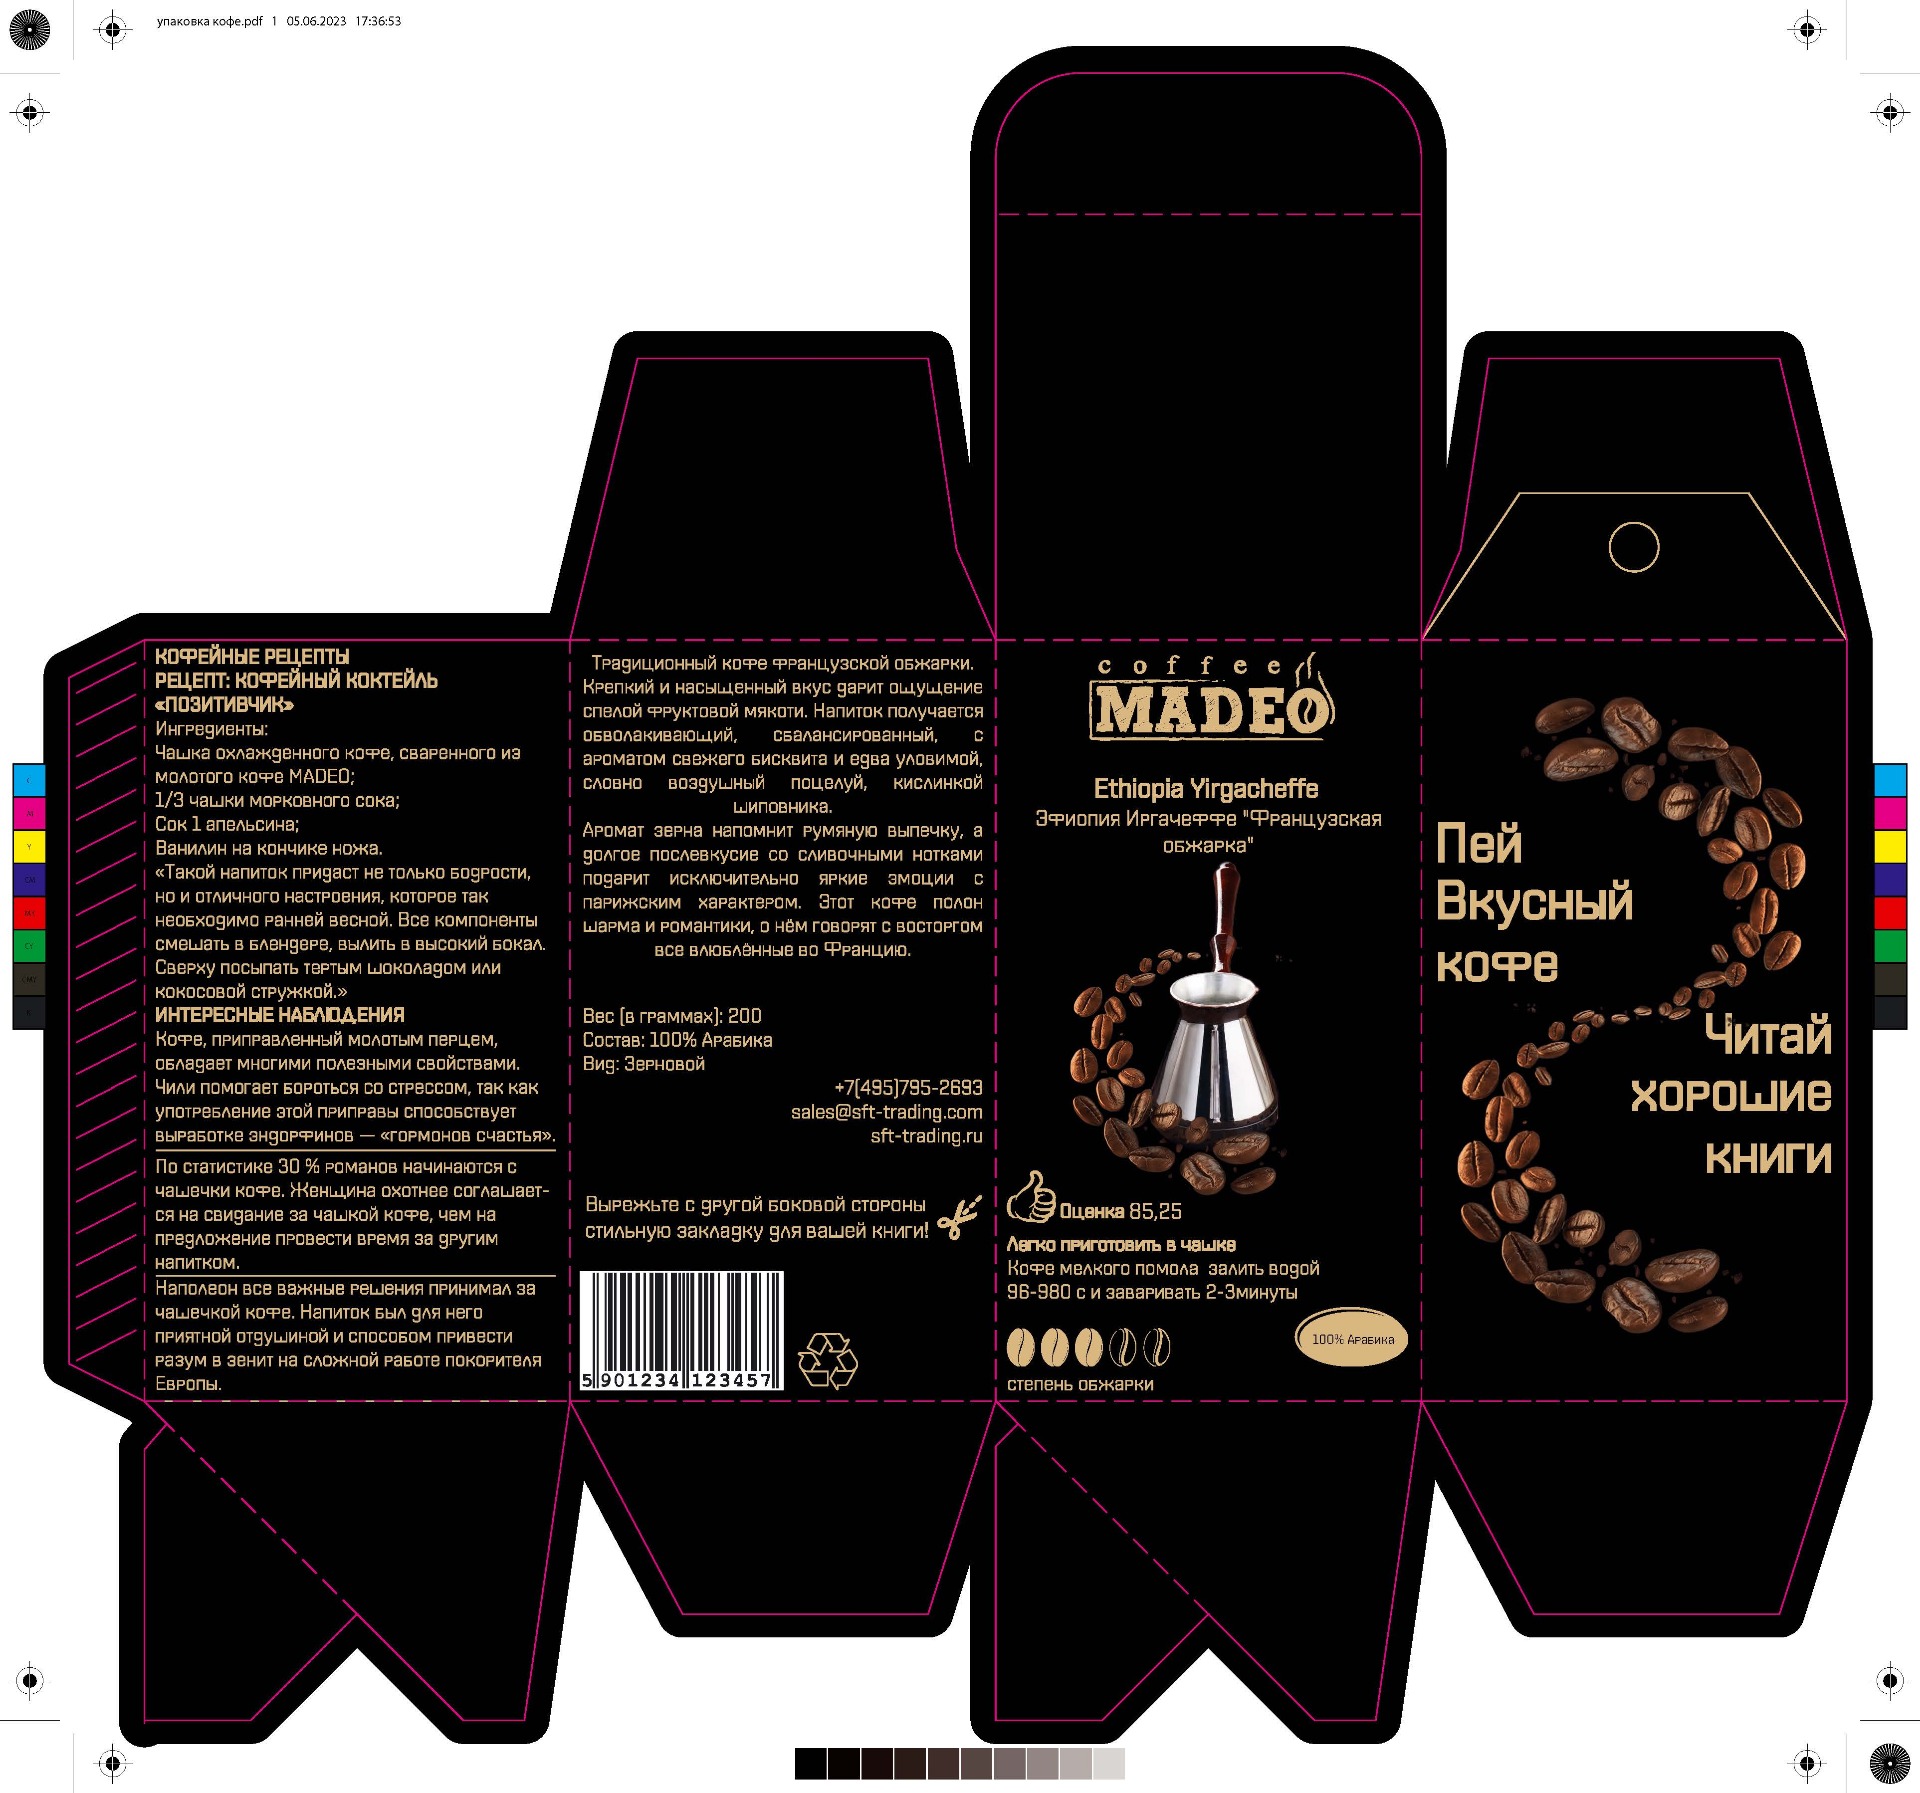 упаковка кофе.pdf 1 05.06.2023 17:36:53
КОФЕЙНЫЕ РЕЦЕПТЫ
РЕЦЕПТ: КОФЕЙНЫЙ КОКТЕЙЛЬ
«ПОЗИТИВЧИК»
Ингредиенты:
Чашка охлажденного кофе, сваренного из
молотого кофе MADEO;
1/3 чашки морковного сока;
Сок 1 апельсина;
Ванилин на кончике ножа.
«Такой напиток придаст не только бодрости,
но и отличного настроения, которое так
необходимо ранней весной. Все компоненты
смешать в блендере, вылить в высокий бокал.
Сверху посыпать тертым шоколадом или
кокосовой стружкой.»
ИНТЕРЕСНЫЕ НАБЛЮДЕНИЯ
Кофе, приправленный молотым перцем,
обладает многими полезными свойствами.
Чили помогает бороться со стрессом, так как
употребление этой приправы способствует
выработке эндорфинов — «гормонов счастья».
По статистике 30 % романов начинаются с
чашечки кофе. Женщина охотнее соглашает-
ся на свидание за чашкой кофе, чем на
предложение провести время за другим
напитком.
Наполеон все важные решения принимал за
чашечкой кофе. Напиток был для него
приятной отдушиной и способом привести
разум в зенит на сложной работе покорителя
Европы.
Традиционный кофе французской обжарки.
Крепкий и насыщенный вкус дарит ощущение
спелой фруктовой мякоти. Напиток получается
обволакивающий, сбалансированный, с
ароматом свежего бисквита и едва уловимой,
словно воздушный поцелуй, кислинкой
шиповника.
Аромат зерна напомнит румяную выпечку, а
долгое послевкусие со сливочными нотками
подарит исключительно яркие эмоции с
парижским характером. Этот кофе полон
шарма и романтики, о нём говорят с восторгом
все влюблённые во Францию.
Вес (в граммах): 200
Состав: 100% Арабика
Вид: Зерновой
+7(495)795-2693
sales@sft-trading.com
sft-trading.ru
Вырежьте с другой боковой стороны
стильную закладку для вашей книги!
5 901234 123457
coffee
MADEO
Ethiopia Yirgacheffe
Эфиопия Иргачеффе "Французская
обжарка"
Оценка 85,25
Легко приготовить в чашке
Кофе мелкого помола залить водой
96-980 с и заваривать 2-3минуты
100% Арабика
степень обжарки
Пей
Вкусный
кофе
Читай
хорошие
книги